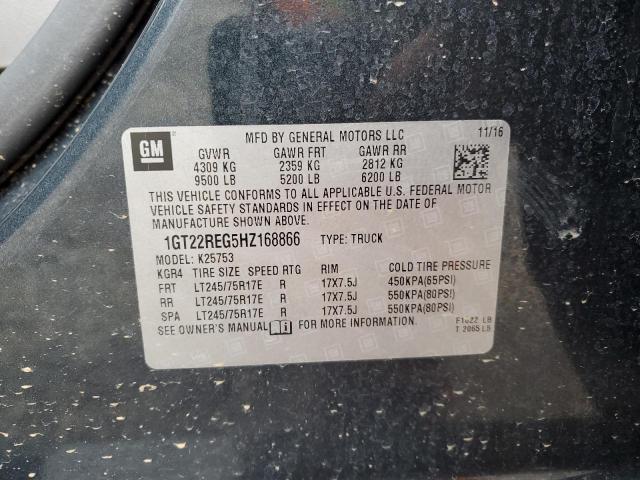 GM
MFD BY GENERAL MOTORS LLC 11/16
GVWR GAWR FRT GAWR RR
4309 KG 2359 KG 2812 KG
9500 LB 5200 LB 6200 LB
THIS VEHICLE CONFORMS TO ALL APPLICABLE U.S. FEDERAL MOTOR
VEHICLE SAFETY STANDARDS IN EFFECT ON THE DATE OF
MANUFACTURE SHOWN ABOVE.
1GT22REG5HZ168866 TYPE: TRUCK
MODEL: K25753
KGR4 TIRE SIZE SPEED RTG RIM COLD TIRE PRESSURE
FRT LT245/75R17E R 17X7.5J 450KPA(65PSI)
RR LT245/75R17E R 17X7.5J 550KPA(80PSI)
SPA LT245/75R17E R 17X7.5J 550KPA(80PSI)
SEE OWNER'S MANUAL FOR MORE INFORMATION.
T 2065 LB